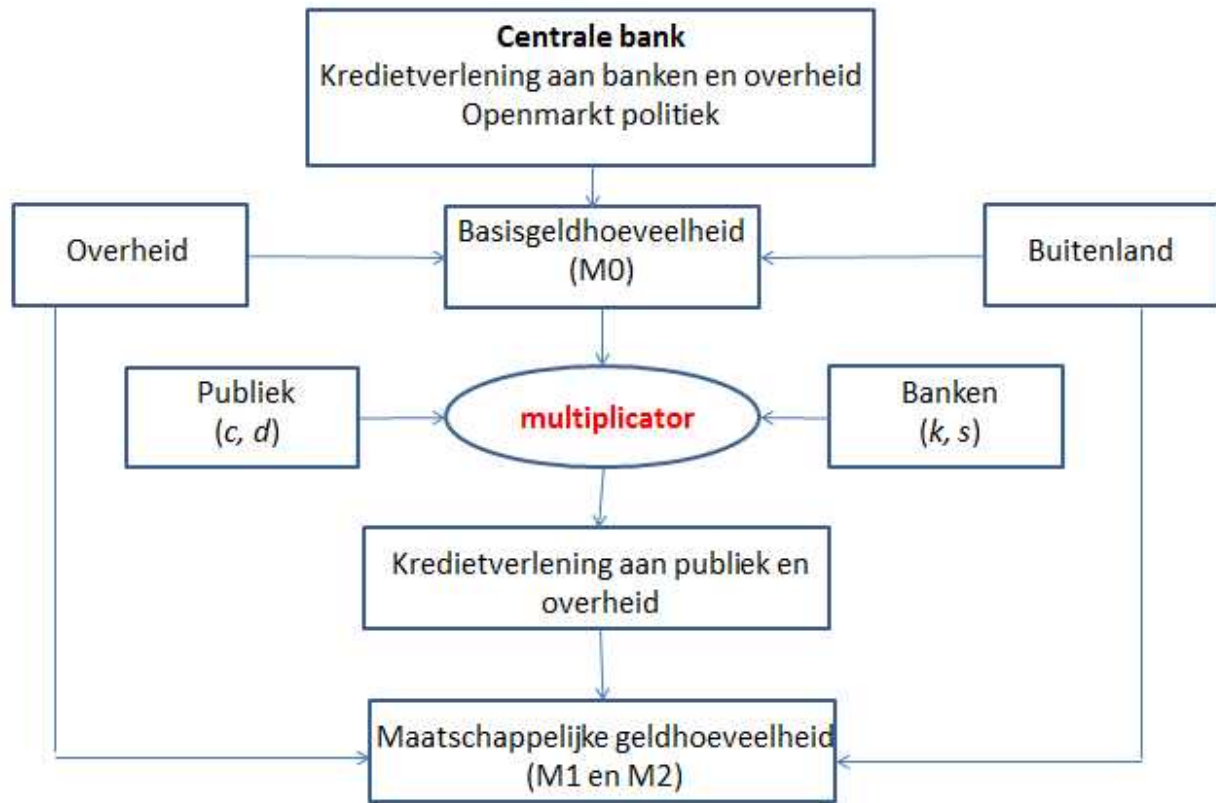 Centrale bank
Kredietverlening aan banken en overheid
Openmarkt politiek
Overheid
Basisgeldhoeveelheid
(M0)
Buitenland
Publiek
(c, d)
multiplicator
Banken
(k, s)
Kredietverlening aan publiek en
overheid
Maatschappelijke geldhoeveelheid
(M1 en M2)